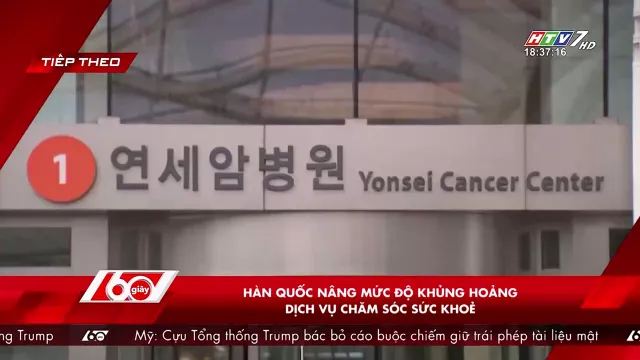 TIẾP THEO
HTV7 HD
18:37:16
1 연세암병원 Yonsei Cancer Center
60 giây
HÀN QUỐC NÂNG MỨC ĐỘ KHỦNG HOẢNG
DỊCH VỤ CHĂM SÓC SỨC KHOẺ
ng Trump 60 Mỹ: Cựu Tổng thống Trump bác bỏ cáo buộc chiếm giữ trái phép tài liệu mật